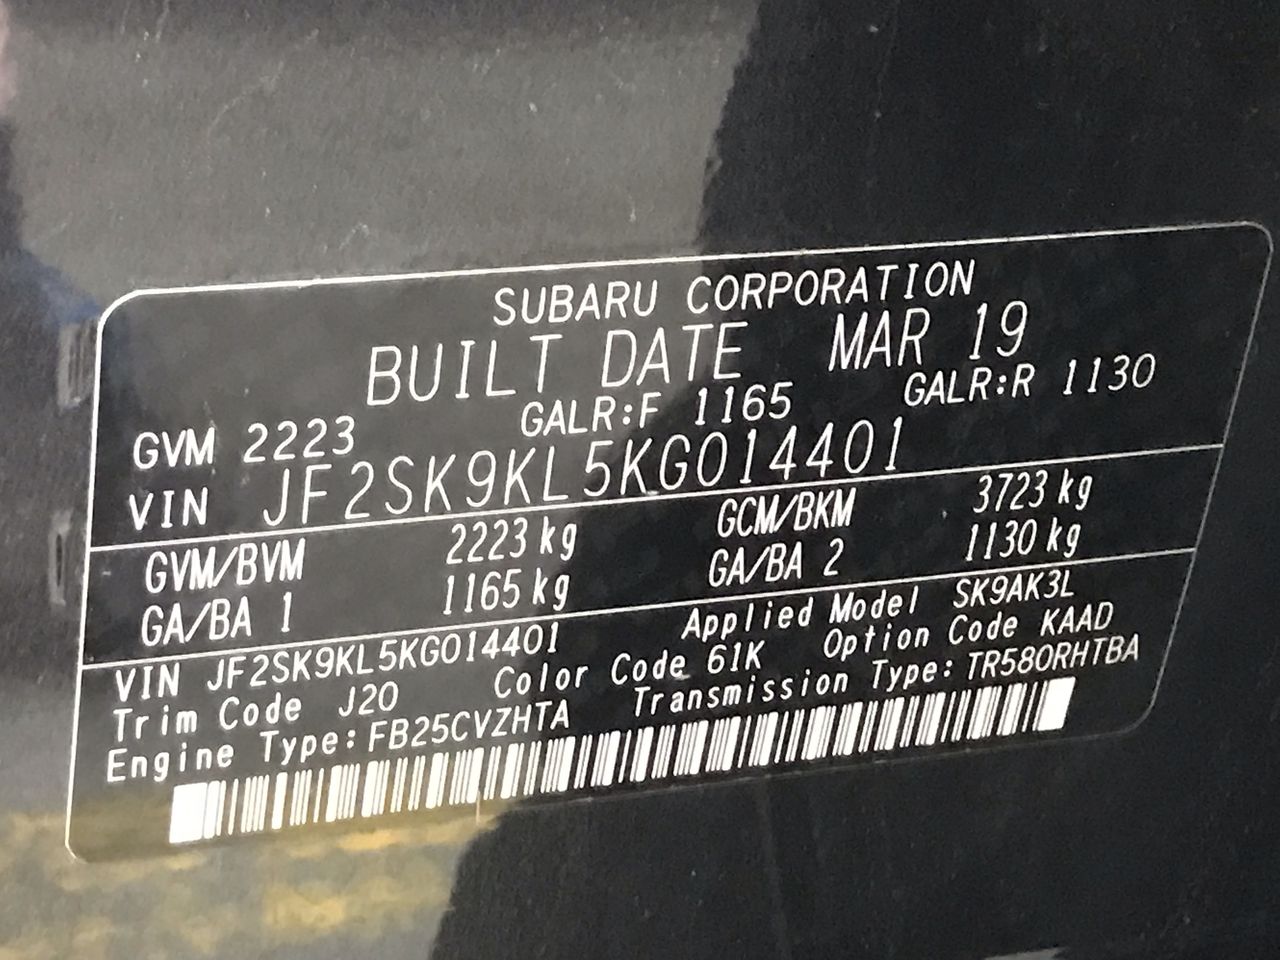 SUBARU CORPORATION
BUILT DATE MAR 19
GVM 2223 GALR:F 1165 GALR:R 1130
VIN JF2SK9KL5KG014401
GVM/BVM 2223 kg GCM/BKM 3723 kg
GA/BA 1 1165 kg GA/BA 2 1130 kg
VIN JF2SK9KL5KG014401 Applied Model SK9AK3L
Trim Code J20 Color Code 61K Option Code KAAD
Engine Type:FB25CVZHTA Transmission Type:TR580RHTBA